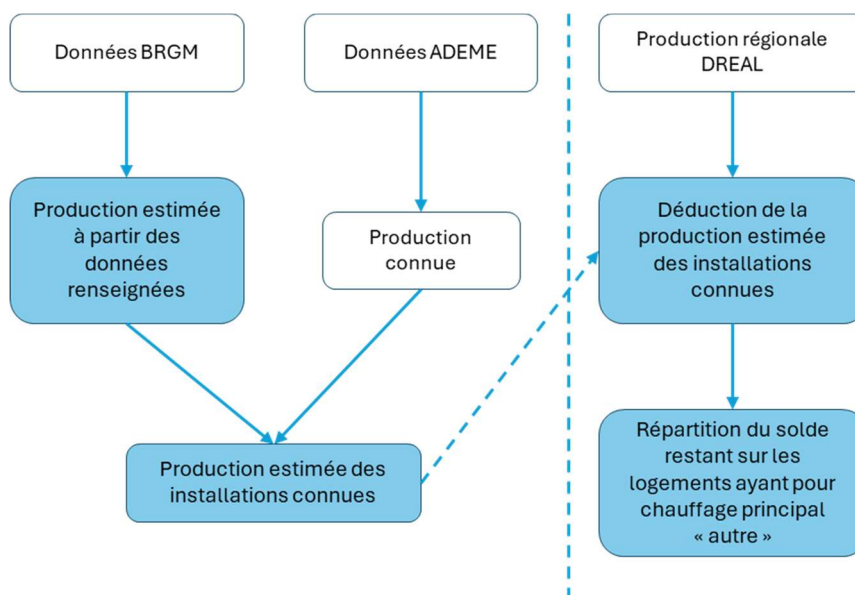 Données BRGM
Données ADEME
Production régionale
DREAL
Production estimée
à partir des
données
renseignées
Production
connue
Déduction de la
production estimée
des installations
connues
Production estimée des
installations connues
Répartition du solde
restant sur les
logements ayant pour
chauffage principal
« autre »